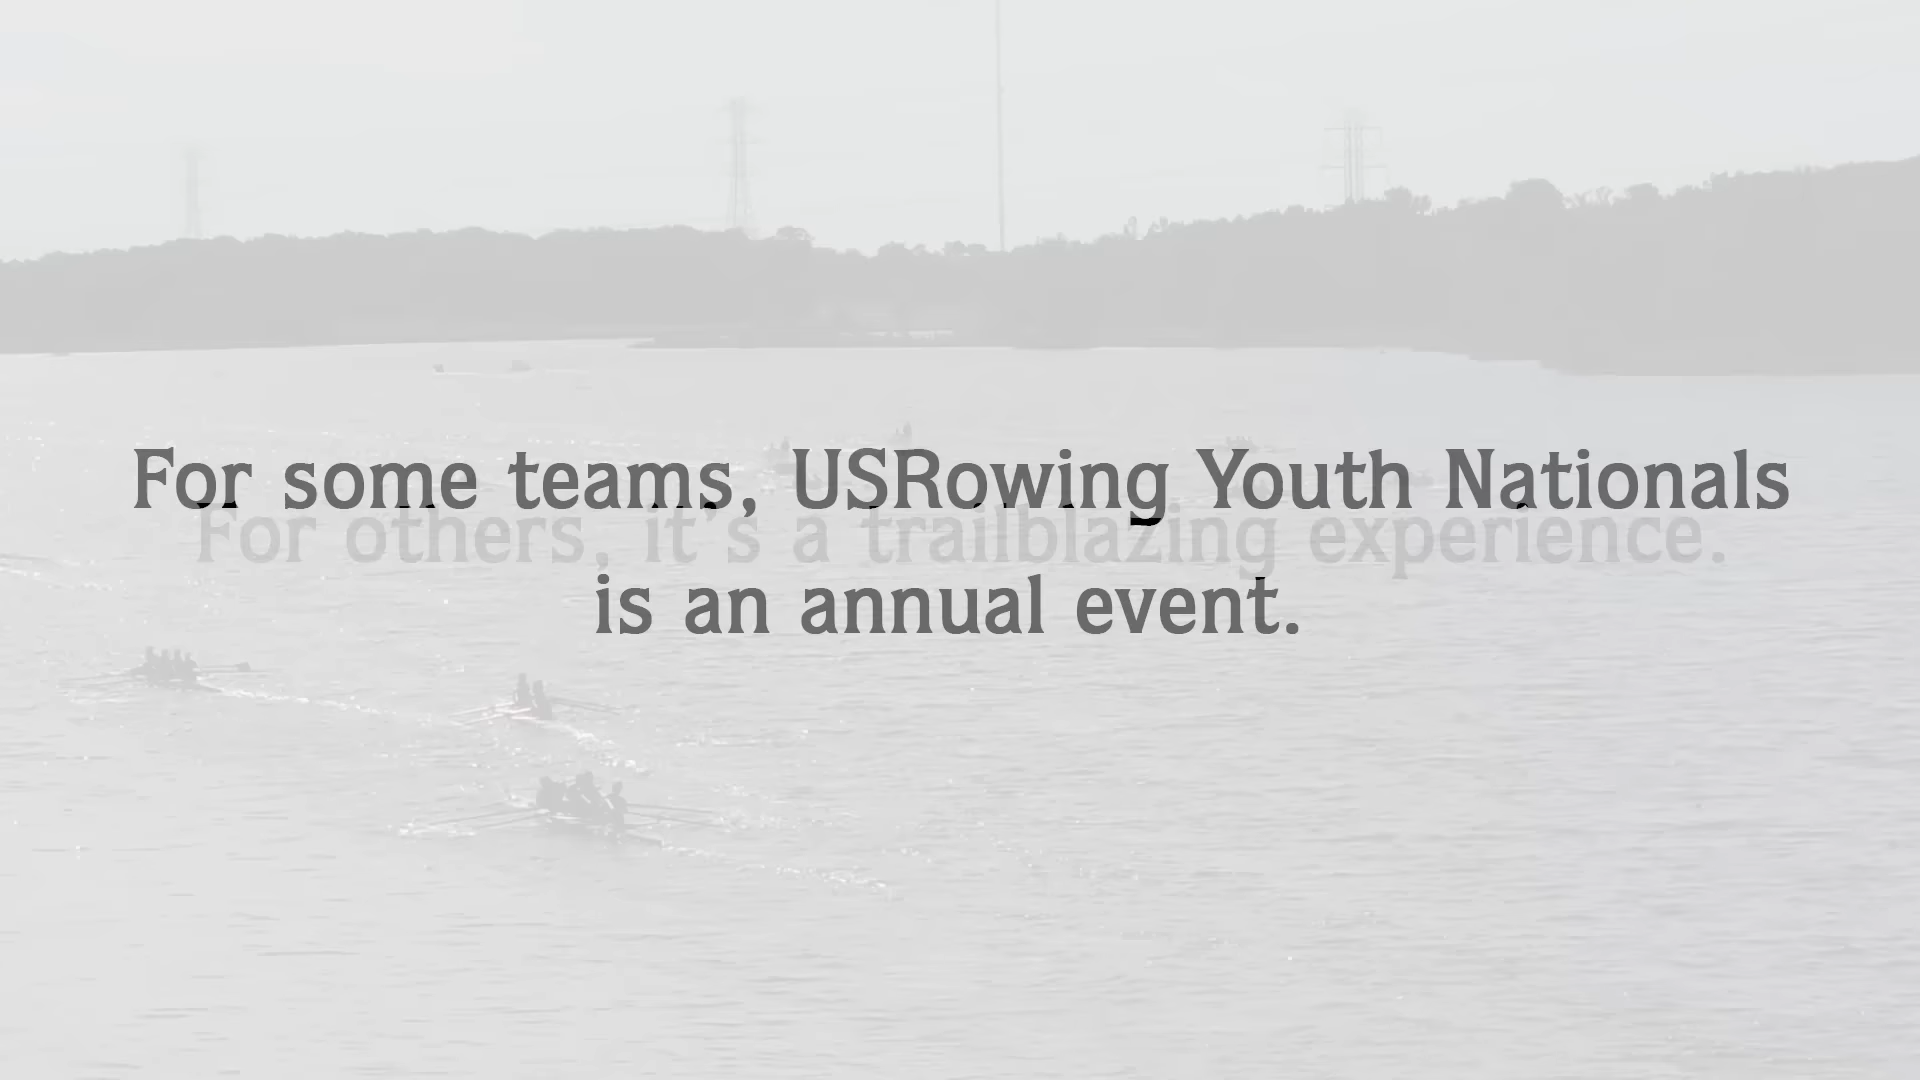 For some teams, USRowing Youth Nationals
For others, it's a trailblazing experience.
is an annual event.